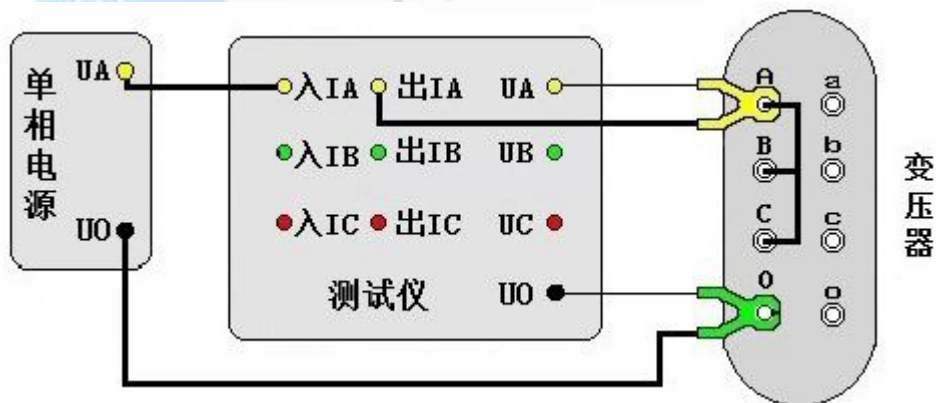 单相电源
UA
UO
入IA 出IA UA
入IB 出IB UB
入IC 出IC UC
测试仪 UO
A a
B b
C c
O o
变压器